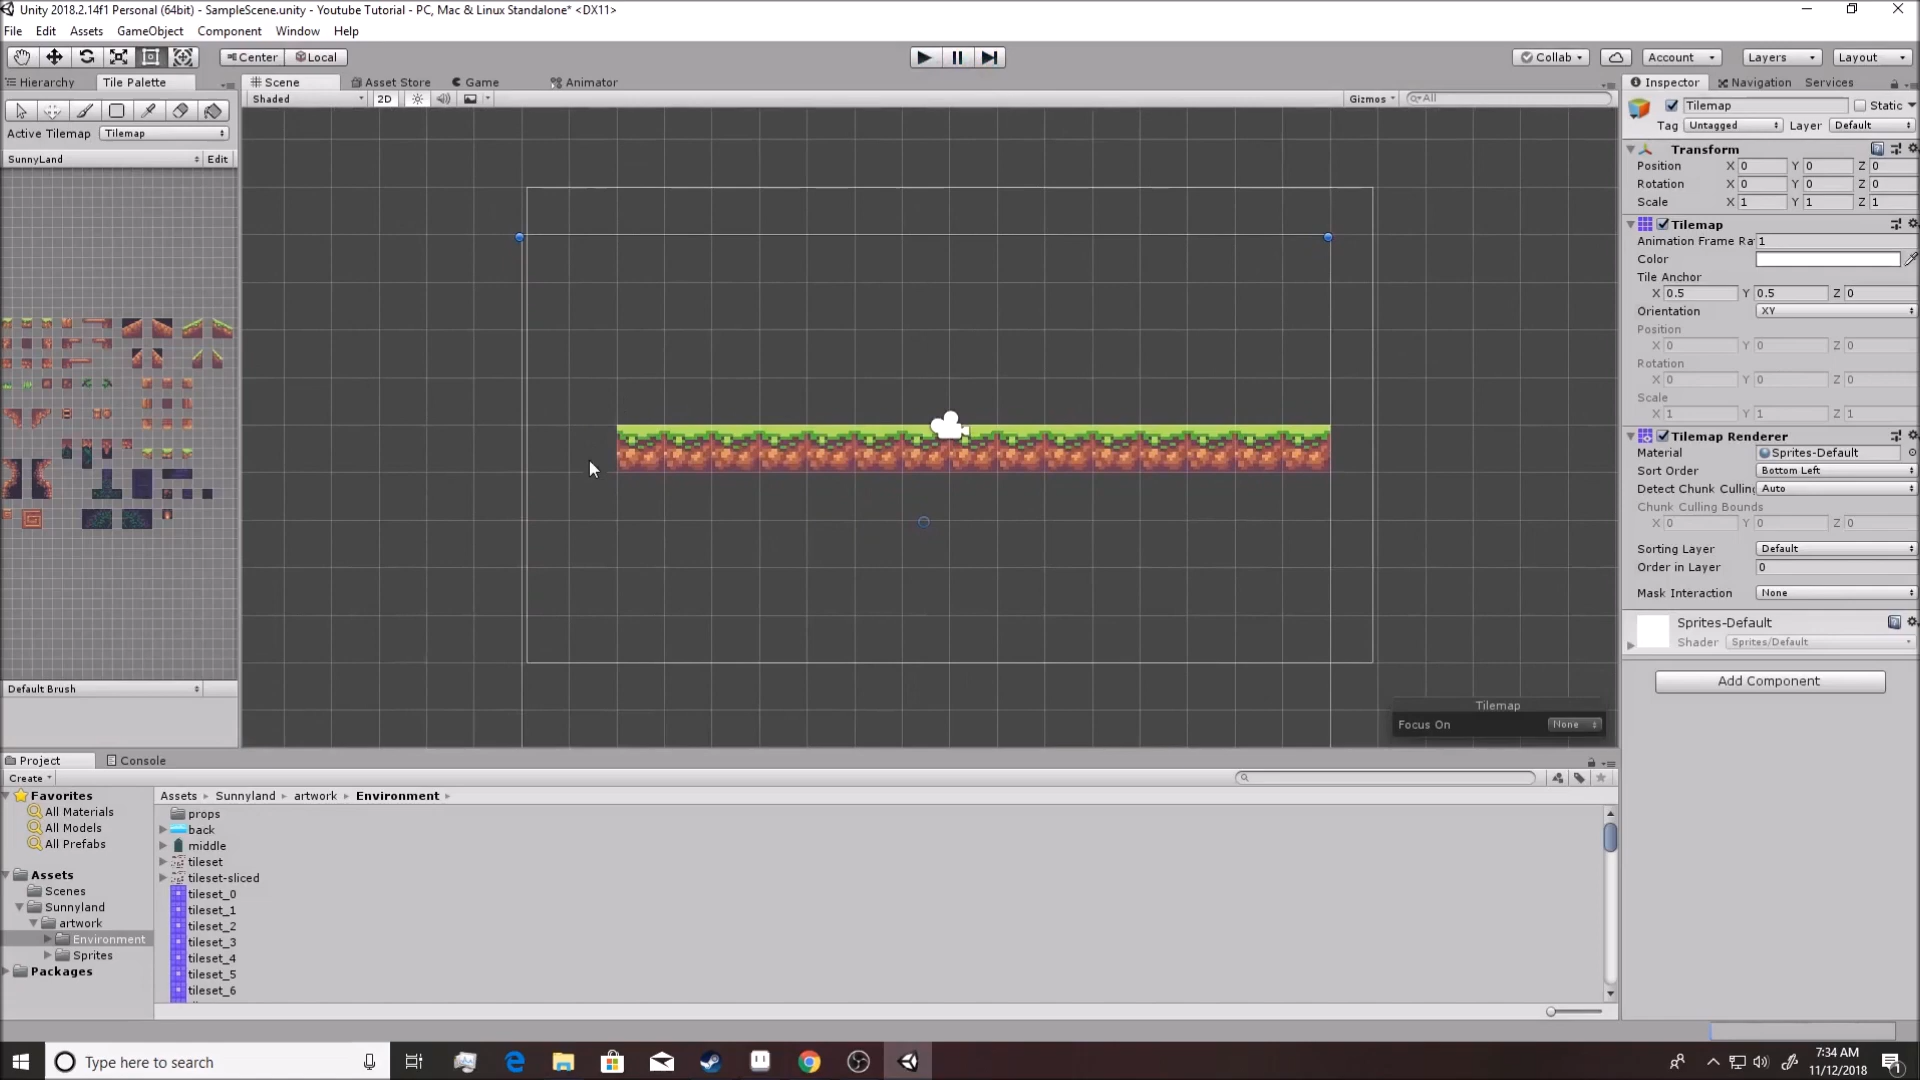 Unity 2018.2.14f1 Personal (64bit) - SampleScene.unity - Youtube Tutorial - PC, Mac & Linux Standalone* <DX11>
File Edit Assets GameObject Component Window Help
Center Local Collab Account Layers Layout
Hierarchy Tile Palette Scene Asset Store Game Animator Inspector Navigation Services
Shaded 2D Gizmos All
Tilemap Static
Tag Untagged Layer Default
Active Tilemap Tilemap
SunnyLand Edit
Transform
Position X 0 Y 0 Z 0
Rotation X 0 Y 0 Z 0
Scale X 1 Y 1 Z 1
Tilemap
Animation Frame Ra 1
Color
Tile Anchor
X 0.5 Y 0.5 Z 0
Orientation XY
Position
X 0 Y 0 Z 0
Rotation
X 0 Y 0 Z 0
Scale
X 1 Y 1 Z 1
Tilemap Renderer
Material Sprites-Default
Sort Order Bottom Left
Detect Chunk Culling Auto
Chunk Culling Bounds
X 0 Y 0 Z 0
Sorting Layer Default
Order in Layer 0
Mask Interaction None
Sprites-Default
Shader Sprites/Default
Add Component
Default Brush
Tilemap
Focus On None
Project Console
Create
Favorites
All Materials
All Models
All Prefabs
Assets
Scenes
Sunnyland
artwork
Environment
Sprites
Packages
Assets Sunnyland artwork Environment
props
back
middle
tileset
tileset-sliced
tileset_0
tileset_1
tileset_2
tileset_3
tileset_4
tileset_5
tileset_6
Type here to search
7:34 AM
11/12/2018
1